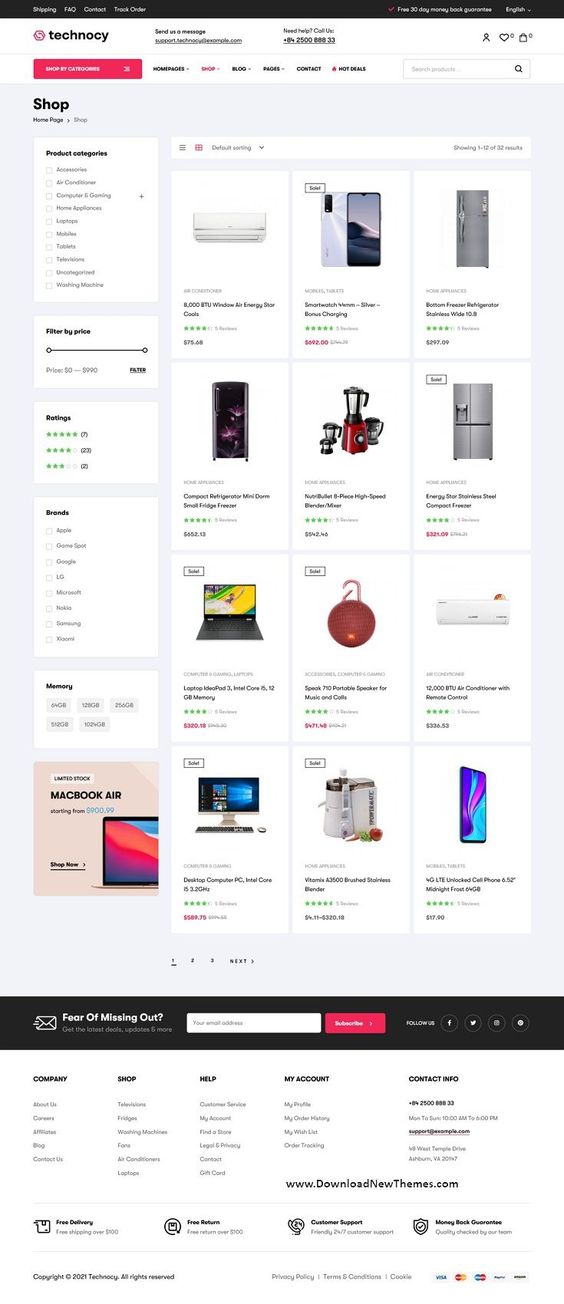 Shipping FAQ Contact Track Order
Free 30 day money back guarantee
English
technocy
Send us a message
support.technocy@example.com
Need help? Call Us:
+84 2500 888 33
0
0
SHOP BY CATEGORIES
HOMEPAGES SHOP BLOG PAGES CONTACT HOT DEALS
Search products ...
Shop
Home Page > Shop
Product categories
Accessories
Air Conditioner
Computer & Gaming +
Home Appliances
Laptops
Mobiles
Tablets
Televisions
Uncategorized
Washing Machine
Filter by price
Price: $0 — $990 FILTER
Ratings
(7)
(23)
(2)
Brands
Apple
Game Spot
Google
LG
Microsoft
Nokia
Samsung
Xiaomi
Memory
64GB 128GB 256GB
512GB 1024GB
LIMITED STOCK
MACBOOK AIR
starting from $900.99
Shop Now
Default sorting
Showing 1–12 of 32 results
AIR CONDITIONER
8,000 BTU Window Air Energy Star
Cools
5 Reviews
$75.68
Sale!
MOBILES, TABLETS
Smartwatch 44mm – Silver –
Bonus Charging
5 Reviews
$692.00
HOME APPLIANCES
Bottom Freezer Refrigerator
Stainless Wide 10.8
5 Reviews
$297.09
HOME APPLIANCES
Compact Refrigerator Mini Dorm
Small Fridge Freezer
5 Reviews
$652.13
HOME APPLIANCES
NutriBullet 8-Piece High-Speed
Blender/Mixer
5 Reviews
$542.46
Sale!
HOME APPLIANCES
Energy Star Stainless Steel
Compact Freezer
5 Reviews
$321.09
Sale!
COMPUTER & GAMING, LAPTOPS
Laptop IdeaPad 3, Intel Core i5, 12
GB Memory
5 Reviews
$320.18
Sale!
JBL
ACCESSORIES, COMPUTER & GAMING
Speak 710 Portable Speaker for
Music and Calls
5 Reviews
$471.48
AIR CONDITIONER
12,000 BTU Air Conditioner with
Remote Control
5 Reviews
$336.53
Sale!
COMPUTER & GAMING
Desktop Computer PC, Intel Core
I5 3.2GHz
5 Reviews
$589.75
Sale!
POWERMATIC
HOME APPLIANCES
Vitamix A3500 Brushed Stainless
Blender
5 Reviews
$4.11–$320.18
MOBILES, TABLETS
4G LTE Unlocked Cell Phone 6.52"
Midnight Frost 64GB
5 Reviews
$17.90
1 2 3 NEXT >
Fear Of Missing Out?
Get the latest deals, updates & more
Your email address
Subscribe >
FOLLOW US
COMPANY
About Us
Careers
Affiliates
Blog
Contact Us
SHOP
Televisions
Fridges
Washing Machines
Fans
Air Conditioners
Laptops
HELP
Customer Service
My Account
Find a Store
Legal & Privacy
Contact
Gift Card
MY ACCOUNT
My Profile
My Order History
My Wish List
Order Tracking
CONTACT INFO
+84 2500 888 33
Mon To Sun: 10:00 AM To 6:00 PM
support@example.com
48 West Temple Drive
Ashburn, VA 20147
www.DownloadNewThemes.com
Free Delivery
Free shipping over $100
Free Return
Free return over $100
Customer Support
Friendly 24/7 customer support
Money Back Guarantee
Quality checked by our team
Copyright © 2021 Technocy. All rights reserved
Privacy Policy | Terms & Conditions | Cookie
VISA PayPal amazon